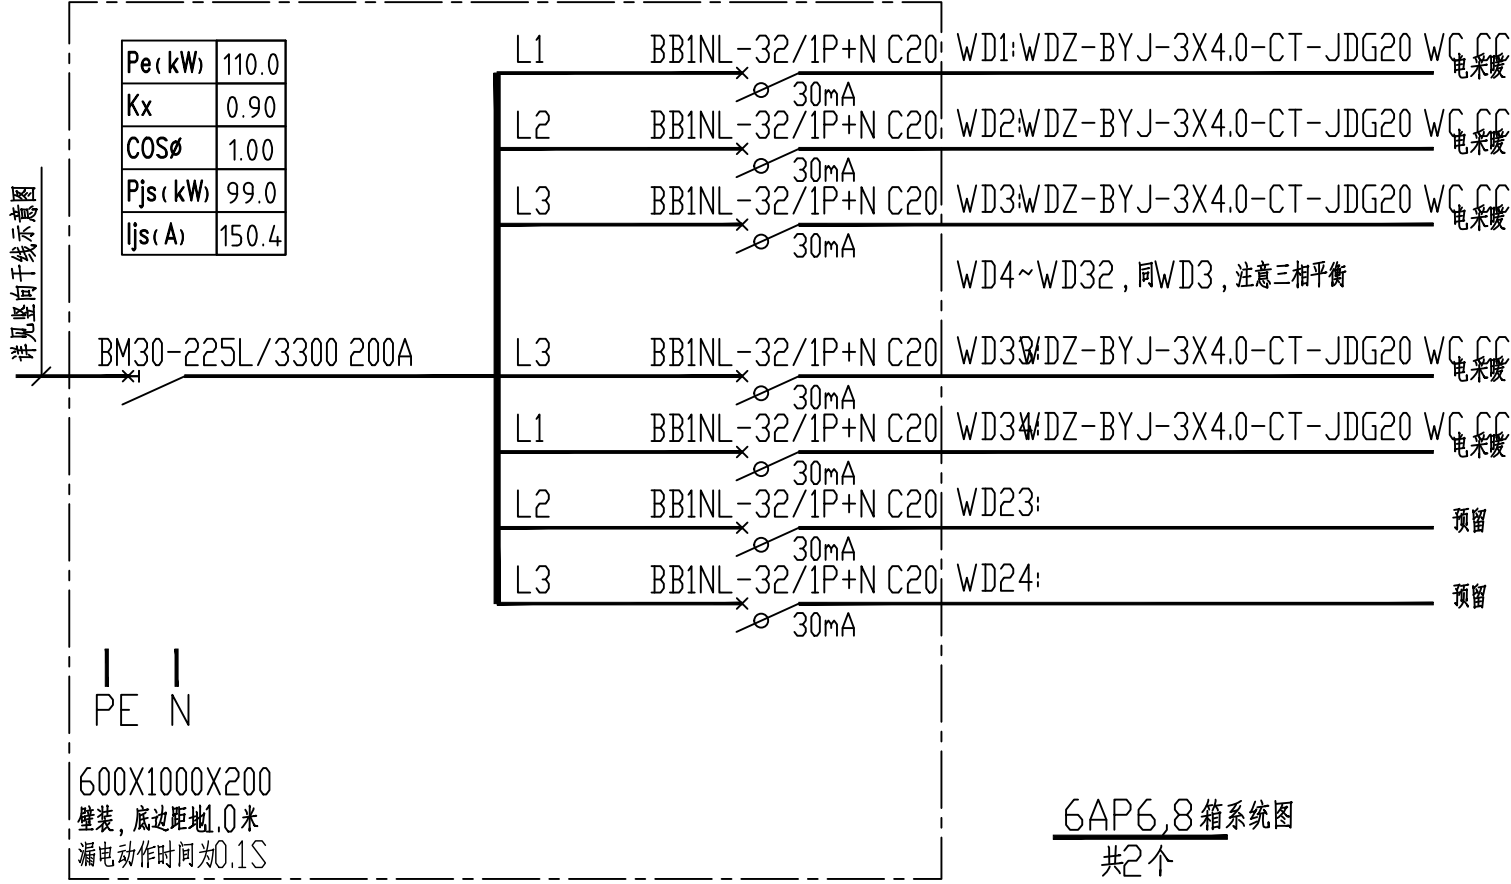 Pe(kW) 110.0
Kx 0.90
COSø 1.00
Pjs(kW) 99.0
Ijs(A) 150.4
详见竖向干线示意图
BM30-225L/3300 200A
L1 BB1NL-32/1P+N C20 WD1:WDZ-BYJ-3X4.0-CT-JDG20 WC CC
30mA 电采暖
L2 BB1NL-32/1P+N C20 WD2:WDZ-BYJ-3X4.0-CT-JDG20 WC CC
30mA 电采暖
L3 BB1NL-32/1P+N C20 WD3:WDZ-BYJ-3X4.0-CT-JDG20 WC CC
30mA 电采暖
WD4~WD32,同WD3,注意三相平衡
L3 BB1NL-32/1P+N C20 WD33:WDZ-BYJ-3X4.0-CT-JDG20 WC CC
30mA 电采暖
L1 BB1NL-32/1P+N C20 WD34:WDZ-BYJ-3X4.0-CT-JDG20 WC CC
30mA 电采暖
L2 BB1NL-32/1P+N C20 WD23:
30mA 预留
L3 BB1NL-32/1P+N C20 WD24:
30mA 预留
PE N
600X1000X200
壁装,底边距地1.0米
漏电动作时间为0.1S
6AP6,8箱系统图
共2个